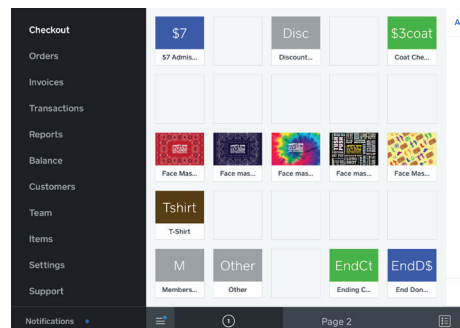 Checkout
Orders
Invoices
Transactions
Reports
Balance
Customers
Team
Items
Settings
Support
Notifications
$7
Disc
$3coat
A
$7 Admis...
Discount...
Coat Che...
Face Mas...
Face mas...
Face mas...
Face mas...
Face Mas...
Tshirt
T-Shirt
M
Other
EndCt
EndD$
Members...
Other
Ending C...
End Don...
1
Page 2